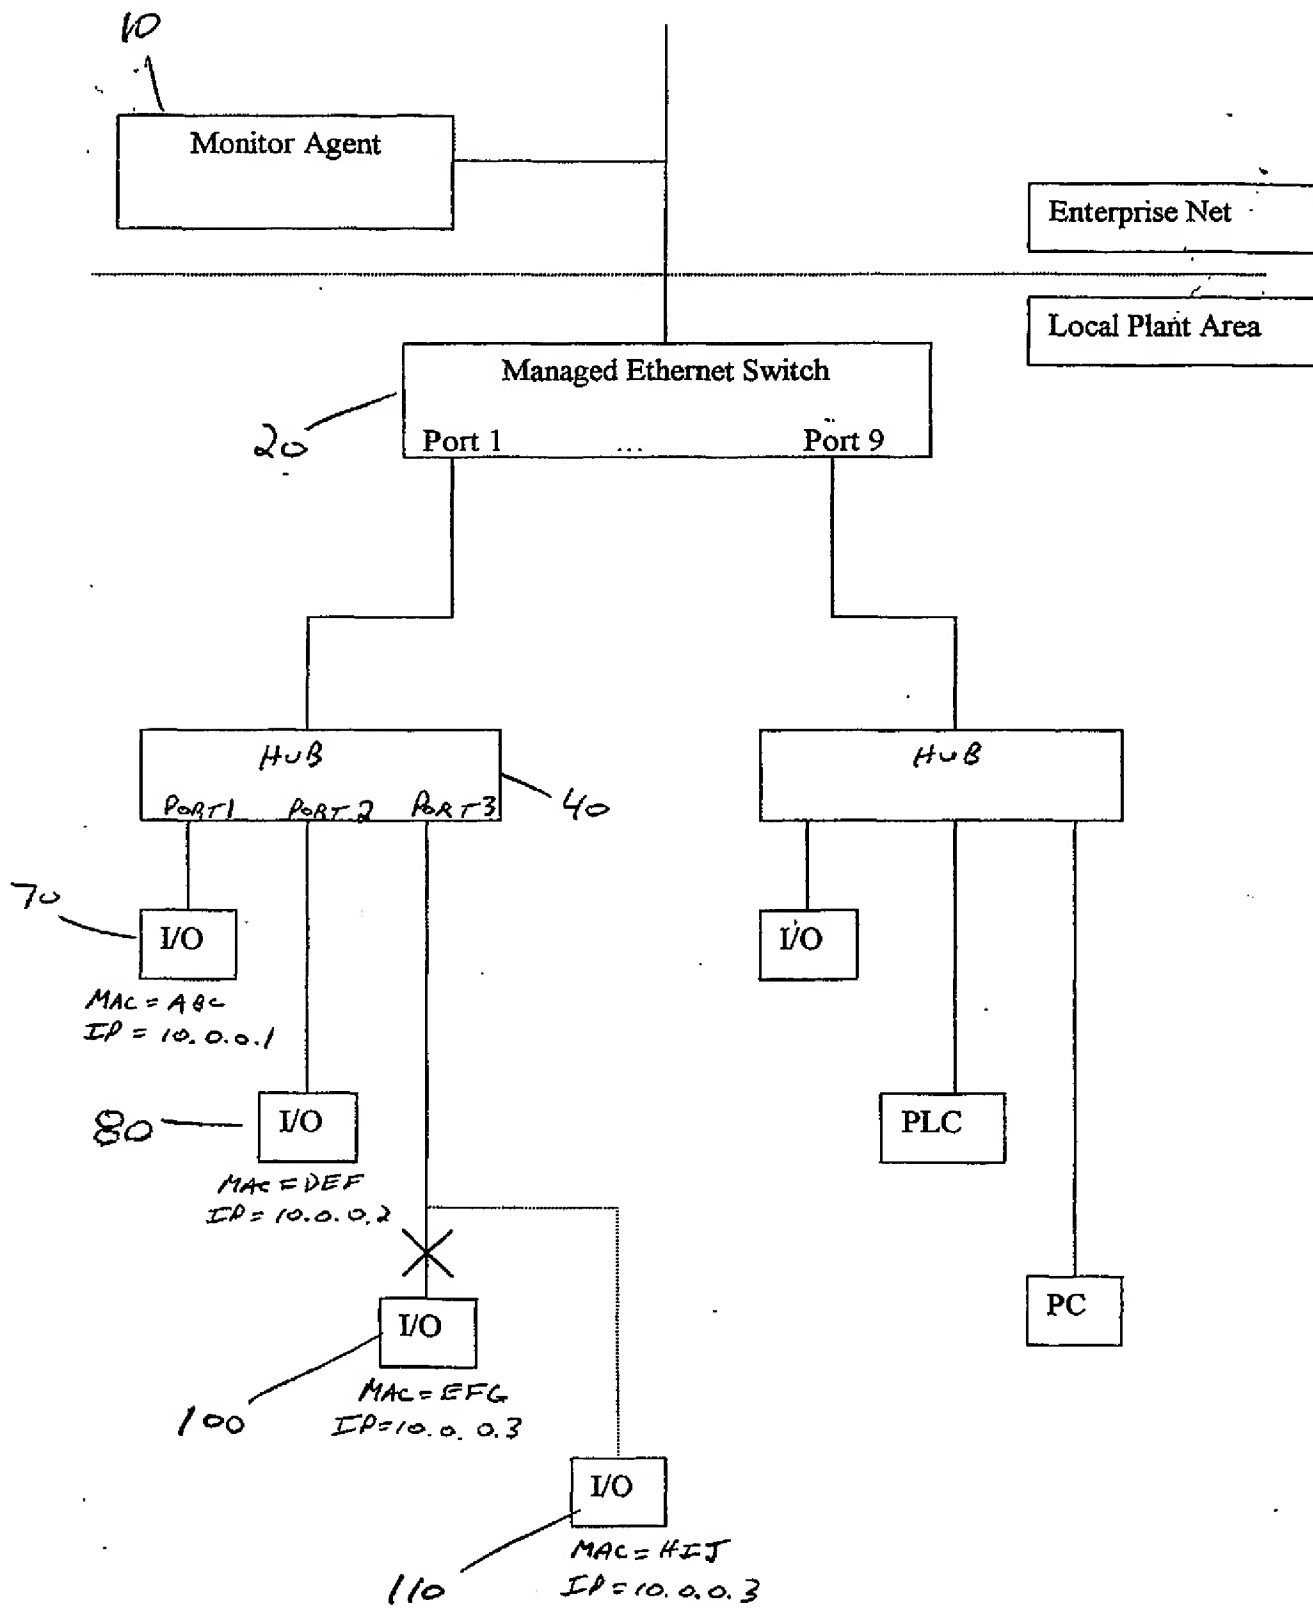 10
Monitor Agent
Enterprise Net
Local Plant Area
Managed Ethernet Switch
20
Port 1 ... Port 9
HUB
PORT1 PORT2 PORT3
40
HUB
70
I/O
MAC = ABC
IP = 10.0.0.1
I/O
80
I/O
MAC = DEF
IP = 10.0.0.2
PLC
I/O
100
MAC = EFG
IP = 10.0.0.3
PC
I/O
110
MAC = HIJ
IP = 10.0.0.3